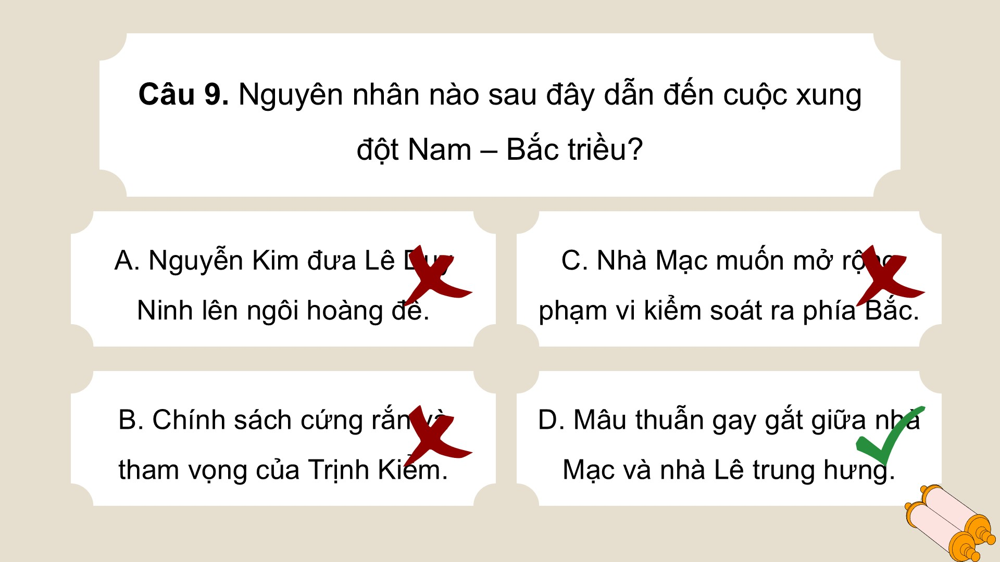 Câu 9. Nguyên nhân nào sau đây dẫn đến cuộc xung
đột Nam – Bắc triều?
A. Nguyễn Kim đưa Lê Duy
Ninh lên ngôi hoàng đế.
C. Nhà Mạc muốn mở rộng
phạm vi kiểm soát ra phía Bắc.
B. Chính sách cứng rắn và
tham vọng của Trịnh Kiểm.
D. Mâu thuẫn gay gắt giữa nhà
Mạc và nhà Lê trung hưng.